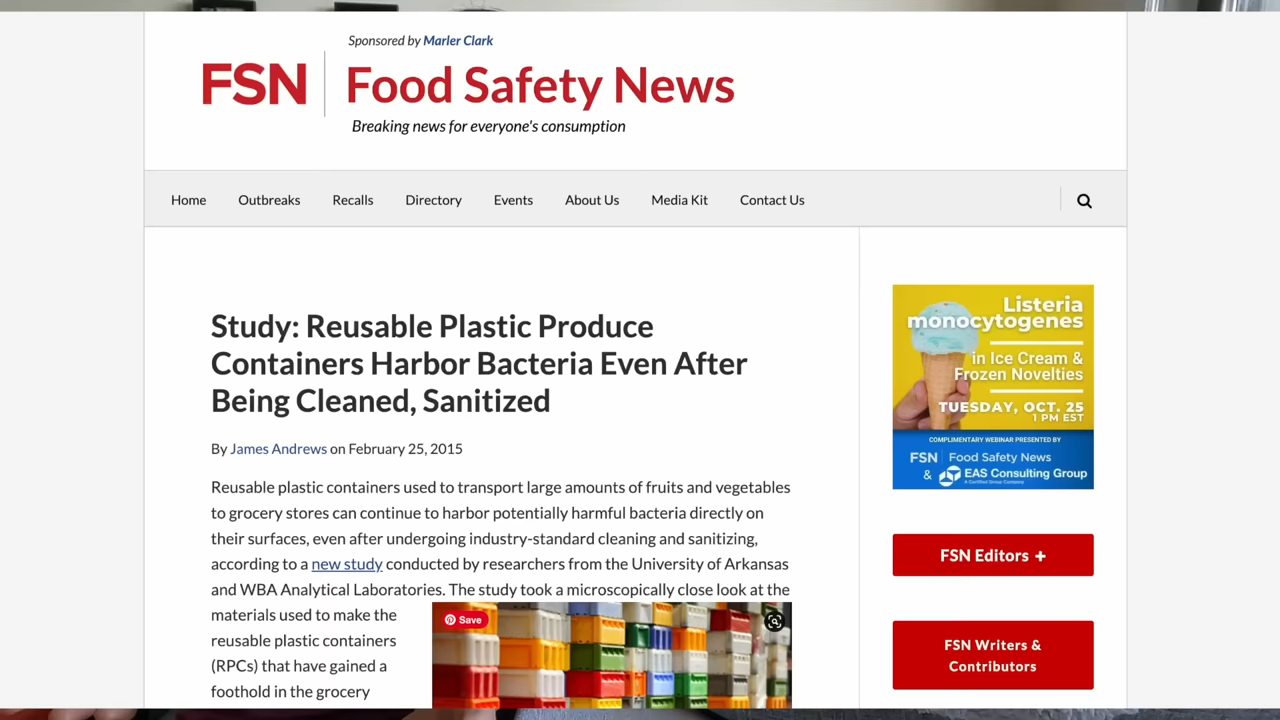 Sponsored by Marler Clark
FSN
Food Safety News
Breaking news for everyone's consumption
Home
Outbreaks
Recalls
Directory
Events
About Us
Media Kit
Contact Us
Study: Reusable Plastic Produce
Containers Harbor Bacteria Even After
Being Cleaned, Sanitized
By James Andrews on February 25, 2015
Reusable plastic containers used to transport large amounts of fruits and vegetables
to grocery stores can continue to harbor potentially harmful bacteria directly on
their surfaces, even after undergoing industry-standard cleaning and sanitizing,
according to a new study conducted by researchers from the University of Arkansas
and WBA Analytical Laboratories. The study took a microscopically close look at the
materials used to make the
reusable plastic containers
(RPCs) that have gained a
foothold in the grocery
Save
Listeria
monocytogenes
in Ice Cream &
Frozen Novelties
TUESDAY, OCT. 25
1 PM EST
COMPLIMENTARY WEBINAR PRESENTED BY
FSN Food Safety News
& EAS Consulting Group
A Certified Group Company
FSN Editors +
FSN Writers &
Contributors